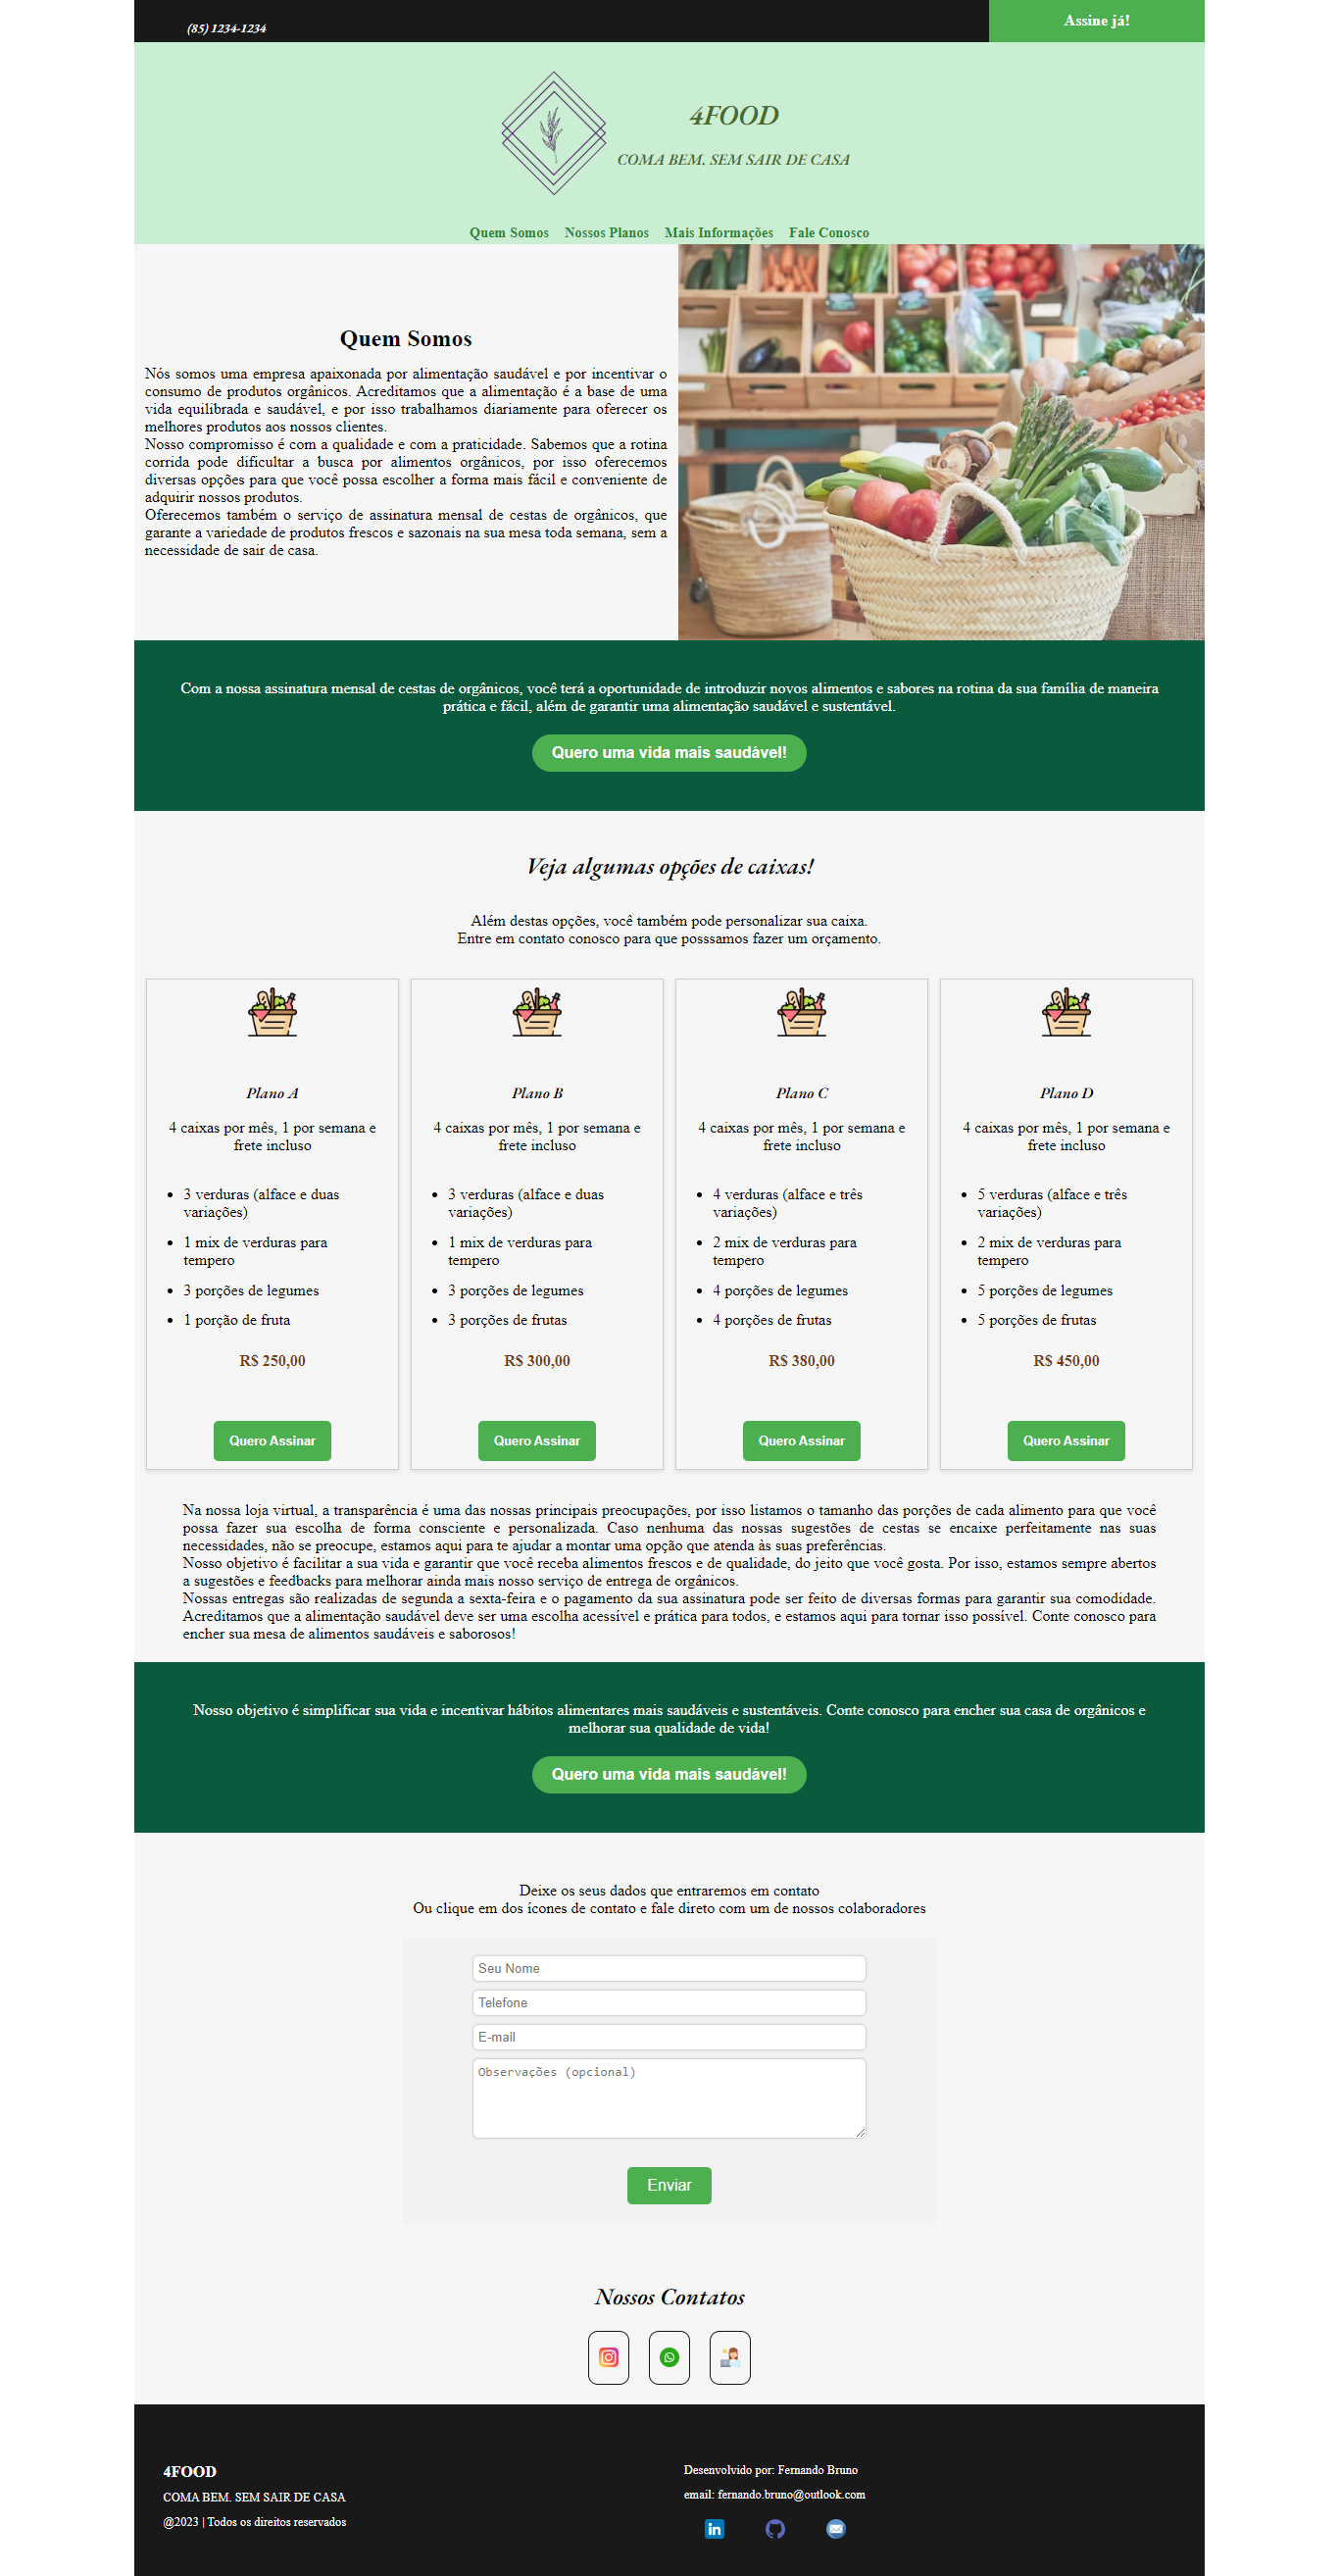 (85) 1234-1234
Assine já!
4FOOD
COMA BEM. SEM SAIR DE CASA
Quem Somos Nossos Planos Mais Informações Fale Conosco
Quem Somos
Nós somos uma empresa apaixonada por alimentação saudável e por incentivar o
consumo de produtos orgânicos. Acreditamos que a alimentação é a base de uma
vida equilibrada e saudável, e por isso trabalhamos diariamente para oferecer os
melhores produtos aos nossos clientes.
Nosso compromisso é com a qualidade e com a praticidade. Sabemos que a rotina
corrida pode dificultar a busca por alimentos orgânicos, por isso oferecemos
diversas opções para que você possa escolher a forma mais fácil e conveniente de
adquirir nossos produtos.
Oferecemos também o serviço de assinatura mensal de cestas de orgânicos, que
garante a variedade de produtos frescos e sazonais na sua mesa toda semana, sem a
necessidade de sair de casa.
Com a nossa assinatura mensal de cestas de orgânicos, você terá a oportunidade de introduzir novos alimentos e sabores na rotina da sua família de maneira
prática e fácil, além de garantir uma alimentação saudável e sustentável.
Quero uma vida mais saudável!
Veja algumas opções de caixas!
Além destas opções, você também pode personalizar sua caixa.
Entre em contato conosco para que posssamos fazer um orçamento.
Plano A
4 caixas por mês, 1 por semana e
frete incluso
3 verduras (alface e duas
variações)
1 mix de verduras para
tempero
3 porções de legumes
1 porção de fruta
R$ 250,00
Quero Assinar
Plano B
4 caixas por mês, 1 por semana e
frete incluso
3 verduras (alface e duas
variações)
1 mix de verduras para
tempero
3 porções de legumes
3 porções de frutas
R$ 300,00
Quero Assinar
Plano C
4 caixas por mês, 1 por semana e
frete incluso
4 verduras (alface e três
variações)
2 mix de verduras para
tempero
4 porções de legumes
4 porções de frutas
R$ 380,00
Quero Assinar
Plano D
4 caixas por mês, 1 por semana e
frete incluso
5 verduras (alface e três
variações)
2 mix de verduras para
tempero
5 porções de legumes
5 porções de frutas
R$ 450,00
Quero Assinar
Na nossa loja virtual, a transparência é uma das nossas principais preocupações, por isso listamos o tamanho das porções de cada alimento para que você
possa fazer sua escolha de forma consciente e personalizada. Caso nenhuma das nossas sugestões de cestas se encaixe perfeitamente nas suas
necessidades, não se preocupe, estamos aqui para te ajudar a montar uma opção que atenda às suas preferências.
Nosso objetivo é facilitar a sua vida e garantir que você receba alimentos frescos e de qualidade, do jeito que você gosta. Por isso, estamos sempre abertos
a sugestões e feedbacks para melhorar ainda mais nosso serviço de entrega de orgânicos.
Nossas entregas são realizadas de segunda a sexta-feira e o pagamento da sua assinatura pode ser feito de diversas formas para garantir sua comodidade.
Acreditamos que a alimentação saudável deve ser uma escolha acessível e prática para todos, e estamos aqui para tornar isso possível. Conte conosco para
encher sua mesa de alimentos saudáveis e saborosos!
Nosso objetivo é simplificar sua vida e incentivar hábitos alimentares mais saudáveis e sustentáveis. Conte conosco para encher sua casa de orgânicos e
melhorar sua qualidade de vida!
Quero uma vida mais saudável!
Deixe os seus dados que entraremos em contato
Ou clique em dos ícones de contato e fale direto com um de nossos colaboradores
Seu Nome
Telefone
E-mail
Observações (opcional)
Enviar
Nossos Contatos
4FOOD
COMA BEM. SEM SAIR DE CASA
@2023 | Todos os direitos reservados
Desenvolvido por: Fernando Bruno
email: fernando.bruno@outlook.com